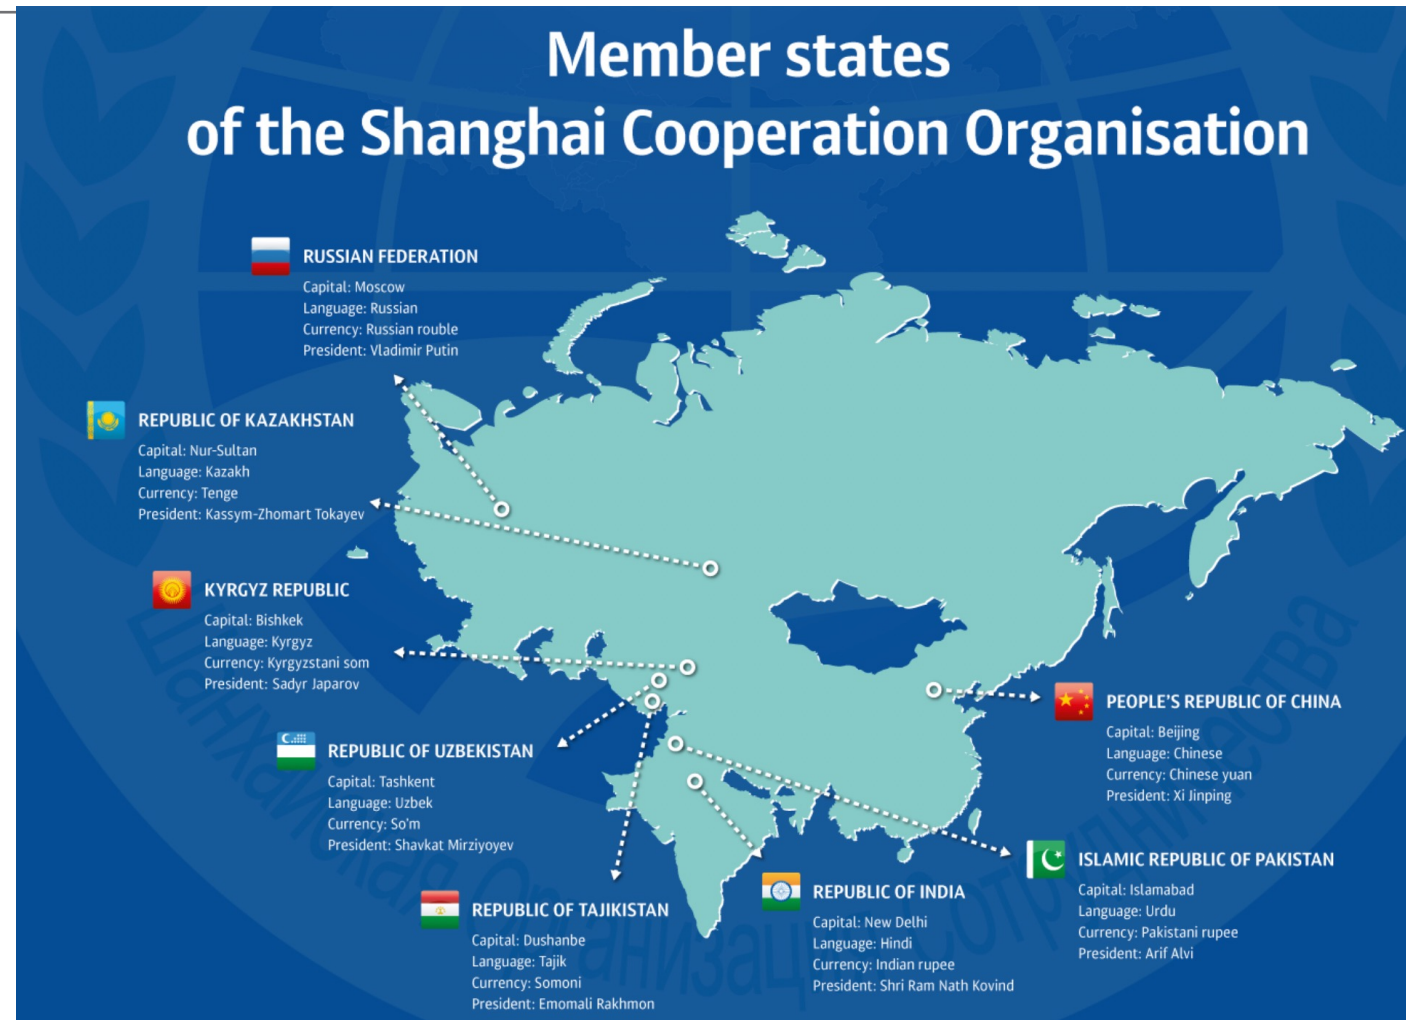 Member states
of the Shanghai Cooperation Organisation
RUSSIAN FEDERATION
Capital: Moscow
Language: Russian
Currency: Russian rouble
President: Vladimir Putin
REPUBLIC OF KAZAKHSTAN
Capital: Nur-Sultan
Language: Kazakh
Currency: Tenge
President: Kassym-Zhomart Tokayev
KYRGYZ REPUBLIC
Capital: Bishkek
Language: Kyrgyz
Currency: Kyrgyzstani som
President: Sadyr Japarov
REPUBLIC OF UZBEKISTAN
Capital: Tashkent
Language: Uzbek
Currency: So'm
President: Shavkat Mirziyoyev
REPUBLIC OF TAJIKISTAN
Capital: Dushanbe
Language: Tajik
Currency: Somoni
President: Emomali Rakhmon
REPUBLIC OF INDIA
Capital: New Delhi
Language: Hindi
Currency: Indian rupee
President: Shri Ram Nath Kovind
PEOPLE'S REPUBLIC OF CHINA
Capital: Beijing
Language: Chinese
Currency: Chinese yuan
President: Xi Jinping
ISLAMIC REPUBLIC OF PAKISTAN
Capital: Islamabad
Language: Urdu
Currency: Pakistani rupee
President: Arif Alvi
Шанхайская Организация Сотрудничества